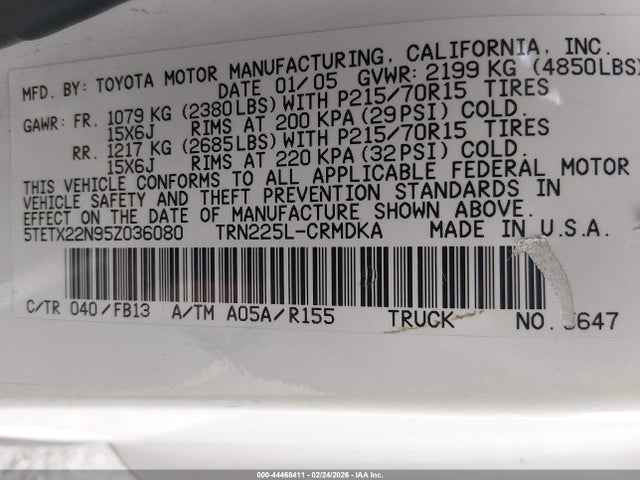 MFD. BY: TOYOTA MOTOR MANUFACTURING, CALIFORNIA, INC.
DATE 01/05 GVWR: 2199 KG (4850LBS)
GAWR: FR. 1079 KG (2380LBS) WITH P215/70R15 TIRES
15X6J RIMS AT 200 KPA (29PSI) COLD.
RR. 1217 KG (2685LBS) WITH P215/70R15 TIRES
15X6J RIMS AT 220 KPA (32PSI) COLD.
THIS VEHICLE CONFORMS TO ALL APPLICABLE FEDERAL MOTOR
VEHICLE SAFETY AND THEFT PREVENTION STANDARDS IN
EFFECT ON THE DATE OF MANUFACTURE SHOWN ABOVE.
5TETX22N95Z036080 TRN225L-CRMDKA MADE IN U.S.A.
C/TR 040/FB13 A/TM A05A/R155 TRUCK NO.
000-44468411 - 02/24/2026 - IAAI.COM